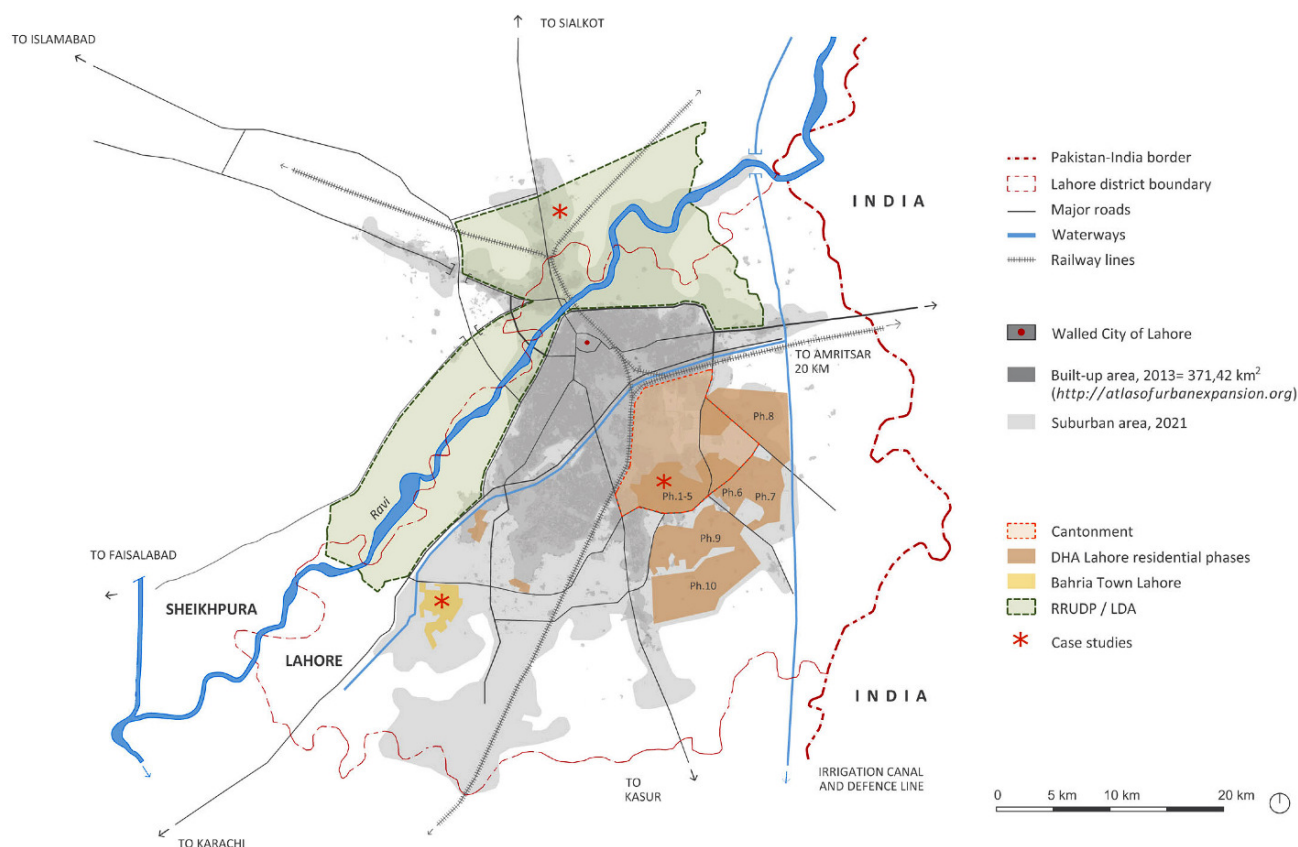 TO SIALKOT
TO ISLAMABAD
INDIA
TO AMRITSAR
20 KM
Ph.8
Ph.1-5
Ph.6
Ph.7
Ph.9
Ph.10
Ravi
TO FAISALABAD
SHEIKHPURA
LAHORE
INDIA
TO
KASUR
IRRIGATION CANAL
AND DEFENCE LINE
TO KARACHI
Pakistan-India border
Lahore district boundary
Major roads
Waterways
Railway lines
Walled City of Lahore
Built-up area, 2013= 371,42 km²
(http://atlasofurbanexpansion.org)
Suburban area, 2021
Cantonment
DHA Lahore residential phases
Bahria Town Lahore
RRUDP / LDA
Case studies
0 5 km 10 km 20 km